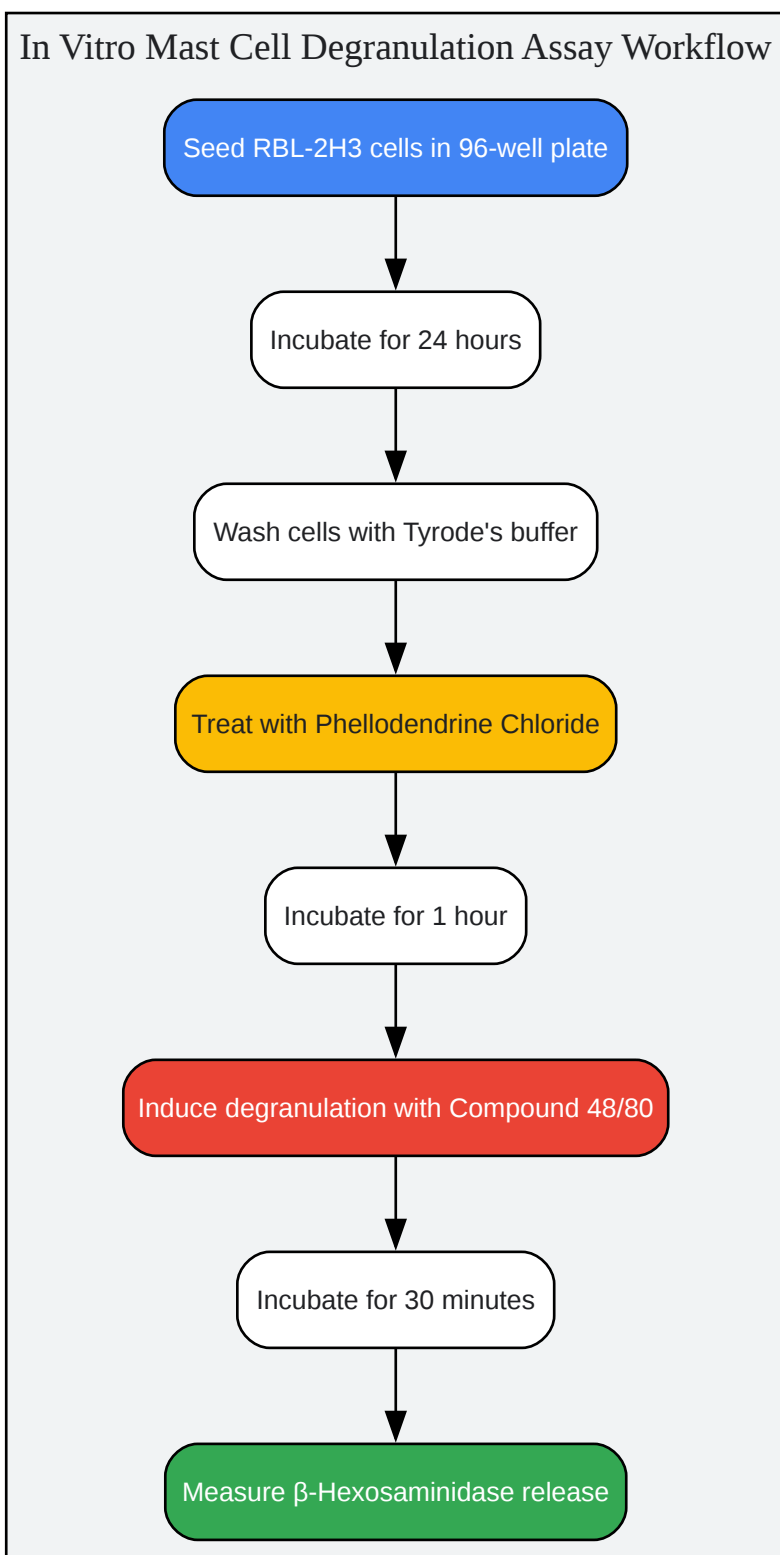 In Vitro Mast Cell Degranulation Assay Workflow
Seed RBL-2H3 cells in 96-well plate
Incubate for 24 hours
Wash cells with Tyrode's buffer
Treat with Phellodendrine Chloride
Incubate for 1 hour
Induce degranulation with Compound 48/80
Incubate for 30 minutes
Measure β-Hexosaminidase release